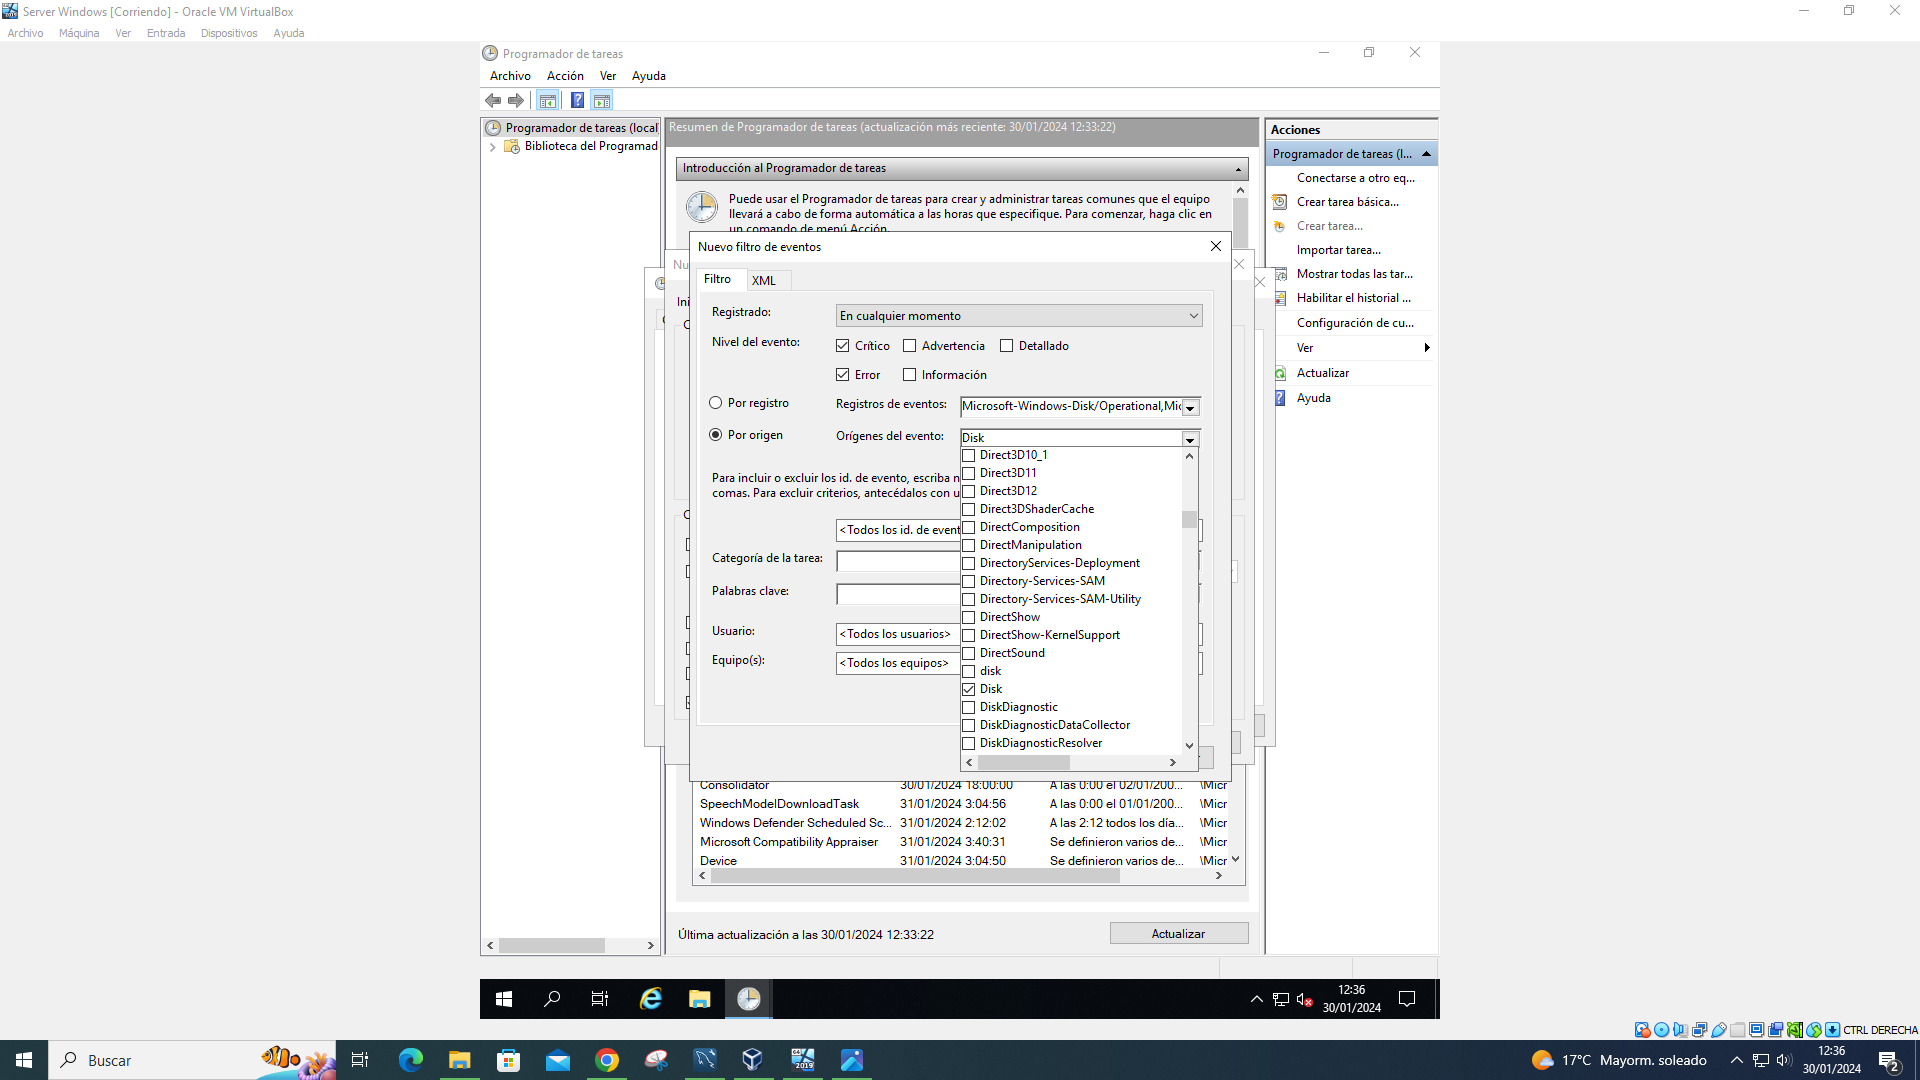 Server Windows [Corriendo] - Oracle VM VirtualBox
Archivo Máquina Ver Entrada Dispositivos Ayuda
Programador de tareas
Archivo Acción Ver Ayuda
Programador de tareas (local
Biblioteca del Programad
Resumen de Programador de tareas (actualización más reciente: 30/01/2024 12:33:22)
Introducción al Programador de tareas
Puede usar el Programador de tareas para crear y administrar tareas comunes que el equipo
llevará a cabo de forma automática a las horas que especifique. Para comenzar, haga clic en
un comando de menú Acción.
Nuevo filtro de eventos
Filtro XML
Registrado: En cualquier momento
Nivel del evento: Crítico Advertencia Detallado
Error Información
Por registro Registros de eventos: Microsoft-Windows-Disk/Operational,Mic
Por origen Orígenes del evento: Disk
Direct3D10_1
Direct3D11
Direct3D12
Direct3DShaderCache
DirectComposition
DirectManipulation
DirectoryServices-Deployment
Directory-Services-SAM
Directory-Services-SAM-Utility
DirectShow
DirectShow-KernelSupport
DirectSound
disk
Disk
DiskDiagnostic
DiskDiagnosticDataCollector
DiskDiagnosticResolver
Para incluir o excluir los id. de evento, escriba n
comas. Para excluir criterios, antecédalos con u
<Todos los id. de event
Categoría de la tarea:
Palabras clave:
Usuario: <Todos los usuarios>
Equipo(s): <Todos los equipos>
Consolidator 30/01/2024 18:00:00 A las 0:00 el 02/01/200... \Micr
SpeechModelDownloadTask 31/01/2024 3:04:56 A las 0:00 el 01/01/200... \Micr
Windows Defender Scheduled Sc... 31/01/2024 2:12:02 A las 2:12 todos los día... \Micr
Microsoft Compatibility Appraiser 31/01/2024 3:40:31 Se definieron varios de... \Micr
Device 31/01/2024 3:04:50 Se definieron varios de... \Micr
Última actualización a las 30/01/2024 12:33:22
Actualizar
Acciones
Programador de tareas (l...
Conectarse a otro eq...
Crear tarea básica...
Crear tarea...
Importar tarea...
Mostrar todas las tar...
Habilitar el historial ...
Configuración de cu...
Ver
Actualizar
Ayuda
12:36
30/01/2024
CTRL DERECHA
Buscar
17°C Mayorm. soleado
12:36
30/01/2024
2